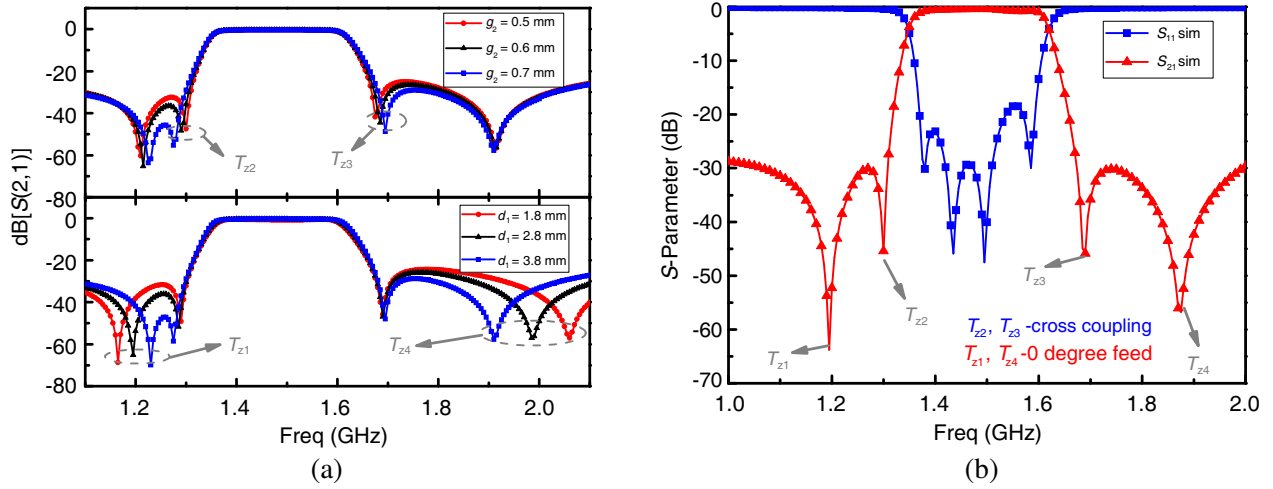 dB[S(2,1)]
0
-20
-40
-60
-80
g2 = 0.5 mm
g2 = 0.6 mm
g2 = 0.7 mm
Tz2
Tz3
0
-20
-40
-60
-80
d1 = 1.8 mm
d1 = 2.8 mm
d1 = 3.8 mm
Tz1
Tz4
1.2 1.4 1.6 1.8 2.0
Freq (GHz)
(a)
S-Parameter (dB)
0
-10
-20
-30
-40
-50
-60
-70
S11 sim
S21 sim
Tz2
Tz3
Tz2, Tz3 -cross coupling
Tz1, Tz4 -0 degree feed
Tz1
Tz4
1.0 1.2 1.4 1.6 1.8 2.0
Freq (GHz)
(b)